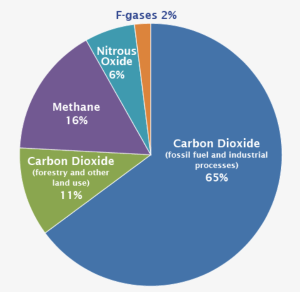 F-gases 2%
Nitrous
Oxide
6%
Methane
16%
Carbon Dioxide
(fossil fuel and industrial
processes)
65%
Carbon Dioxide
(forestry and other
land use)
11%